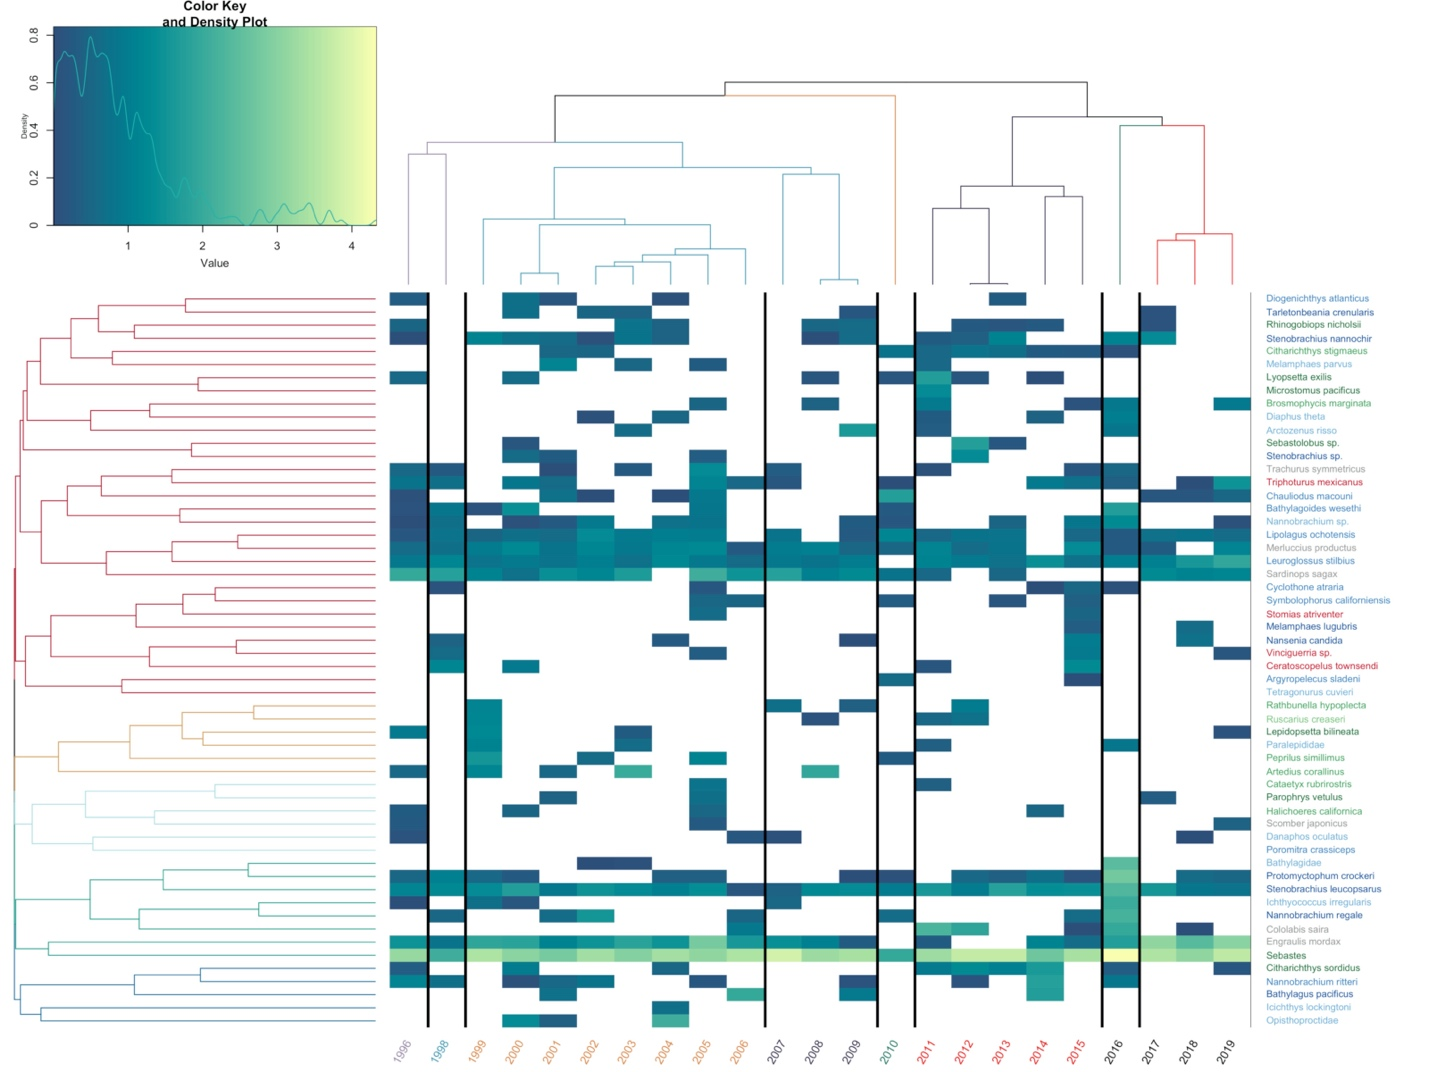 Color Key
and Density Plot
0.8
0.6
0.4
0.2
0
Density
1 2 3 4
Value
Diogenichthys atlanticus
Tarletonbeania crenularis
Rhinogobiops nicholsii
Stenobrachius nannochir
Citharichthys stigmaeus
Melamphaes parvus
Lyopsetta exilis
Microstomus pacificus
Brosmophycis marginata
Diaphus theta
Arctozenus risso
Sebastolobus sp.
Stenobrachius sp.
Trachurus symmetricus
Triphoturus mexicanus
Chauliodus macouni
Bathylagoides wesethi
Nannobrachium sp.
Lipolagus ochotensis
Merluccius productus
Leuroglossus stilbius
Sardinops sagax
Cyclothone atraria
Symbolophorus californiensis
Stomias atriventer
Melamphaes lugubris
Nansenia candida
Vinciguerria sp.
Ceratoscopelus townsendi
Argyropelecus sladeni
Tetragonurus cuvieri
Rathbunella hypoplecta
Ruscarius creaseri
Lepidopsetta bilineata
Paralepididae
Peprilus simillimus
Artedius corallinus
Cataetyx rubrirostris
Parophrys vetulus
Halichoeres californica
Scomber japonicus
Danaphos oculatus
Poromitra crassiceps
Bathylagidae
Protomyctophum crockeri
Stenobrachius leucopsarus
Ichthyococcus irregularis
Nannobrachium regale
Cololabis saira
Engraulis mordax
Sebastes
Citharichthys sordidus
Nannobrachium ritteri
Bathylagus pacificus
Icichthys lockingtoni
Opisthoproctidae
1996 1998 1999 2000 2001 2002 2003 2004 2005 2006 2007 2008 2009 2010 2011 2012 2013 2014 2015 2016 2017 2018 2019